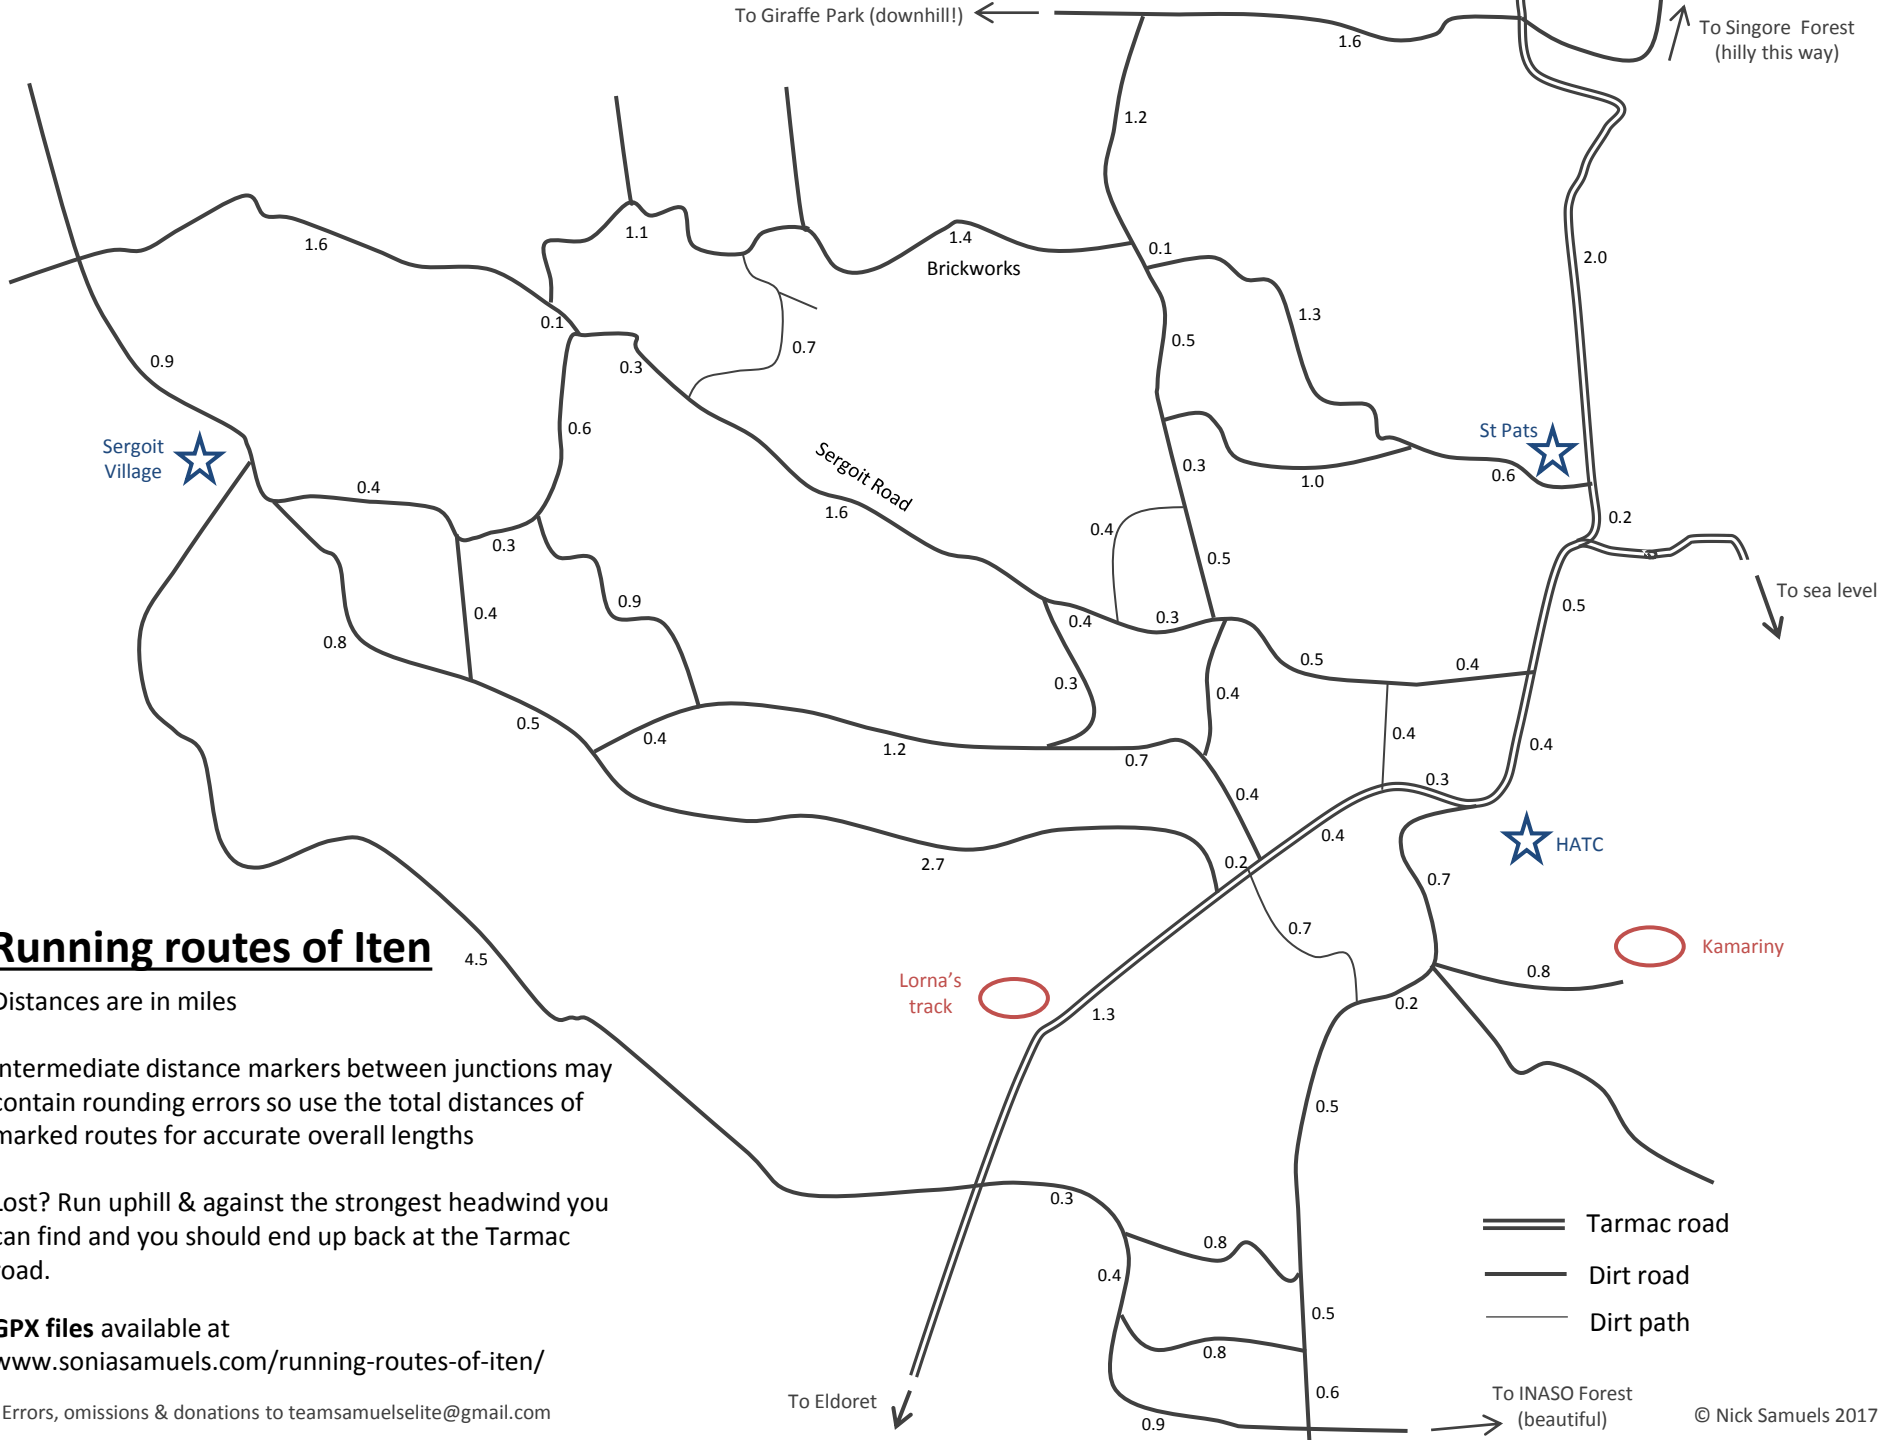 To Giraffe Park (downhill!)
1.6
To Singore Forest
(hilly this way)
1.2
1.6
1.1
1.4
Brickworks
0.1
2.0
0.1
0.3
0.7
0.5
1.3
0.9
Sergoit
Village
0.6
Sergoit Road
1.6
St Pats
0.3
1.0
0.6
0.4
0.3
0.4
0.5
0.2
0.5
To sea level
0.8
0.4
0.9
0.4
0.3
0.3
0.4
0.5
0.4
0.5
0.4
1.2
0.7
0.4
0.4
0.3
0.4
0.4
0.2
2.7
HATC
0.7
0.7
Running routes of Iten
4.5
Lorna's
track
1.3
0.8
Kamariny
0.2
Distances are in miles
Intermediate distance markers between junctions may
contain rounding errors so use the total distances of
marked routes for accurate overall lengths
0.5
Lost? Run uphill & against the strongest headwind you
can find and you should end up back at the Tarmac
road.
0.3
0.8
0.4
0.5
0.8
0.6
0.9
Tarmac road
Dirt road
Dirt path
GPX files available at
www.soniasamuels.com/running-routes-of-iten/
Errors, omissions & donations to teamsamuelselite@gmail.com
To Eldoret
To INASO Forest
(beautiful)
© Nick Samuels 2017